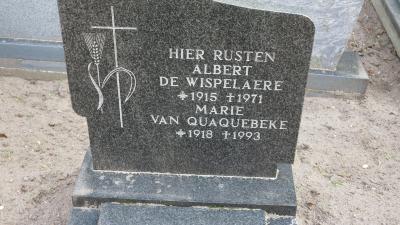 HIER RUSTEN
ALBERT
DE WISPELAERE
* 1915 † 1971
MARIE
VAN QUAQUEBEKE
* 1918 † 1993